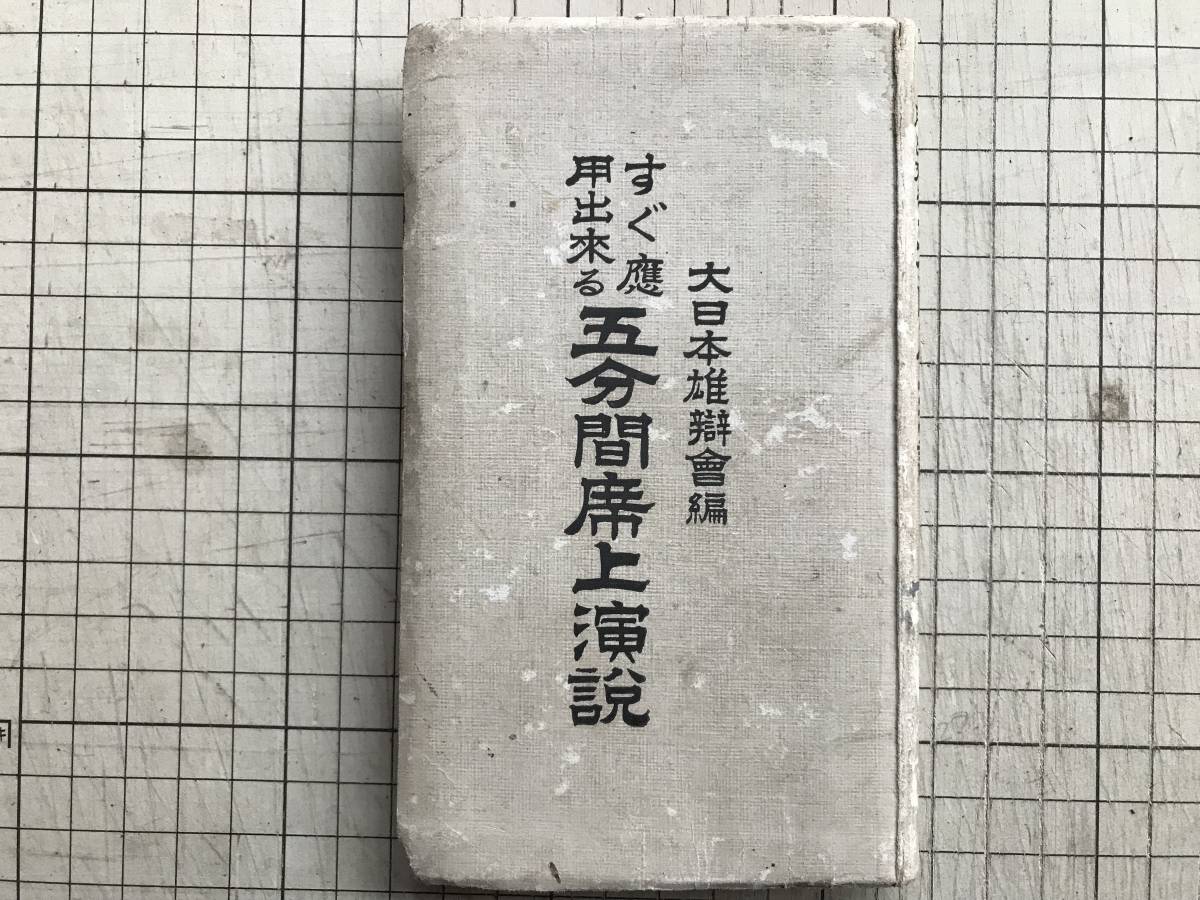 大日本雄辯會編
すぐ應
用出來る
五分間席上演說